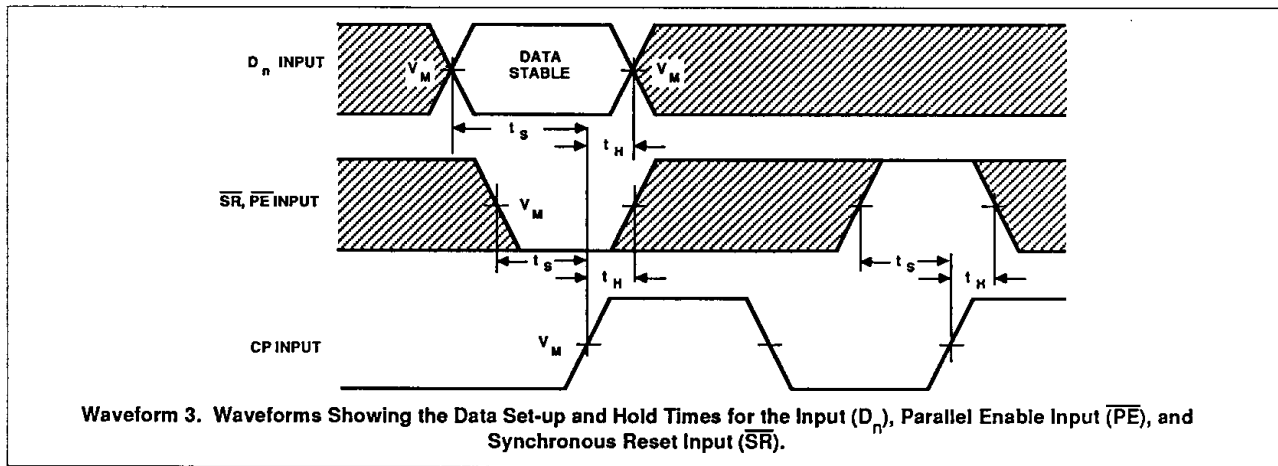 Dn INPUT
VM
DATA
STABLE
VM
tS
tH
SR, PE INPUT
VM
tS
tH
tS
tH
CP INPUT
VM
Waveform 3. Waveforms Showing the Data Set-up and Hold Times for the Input (Dn), Parallel Enable Input (PE), and
Synchronous Reset Input (SR).